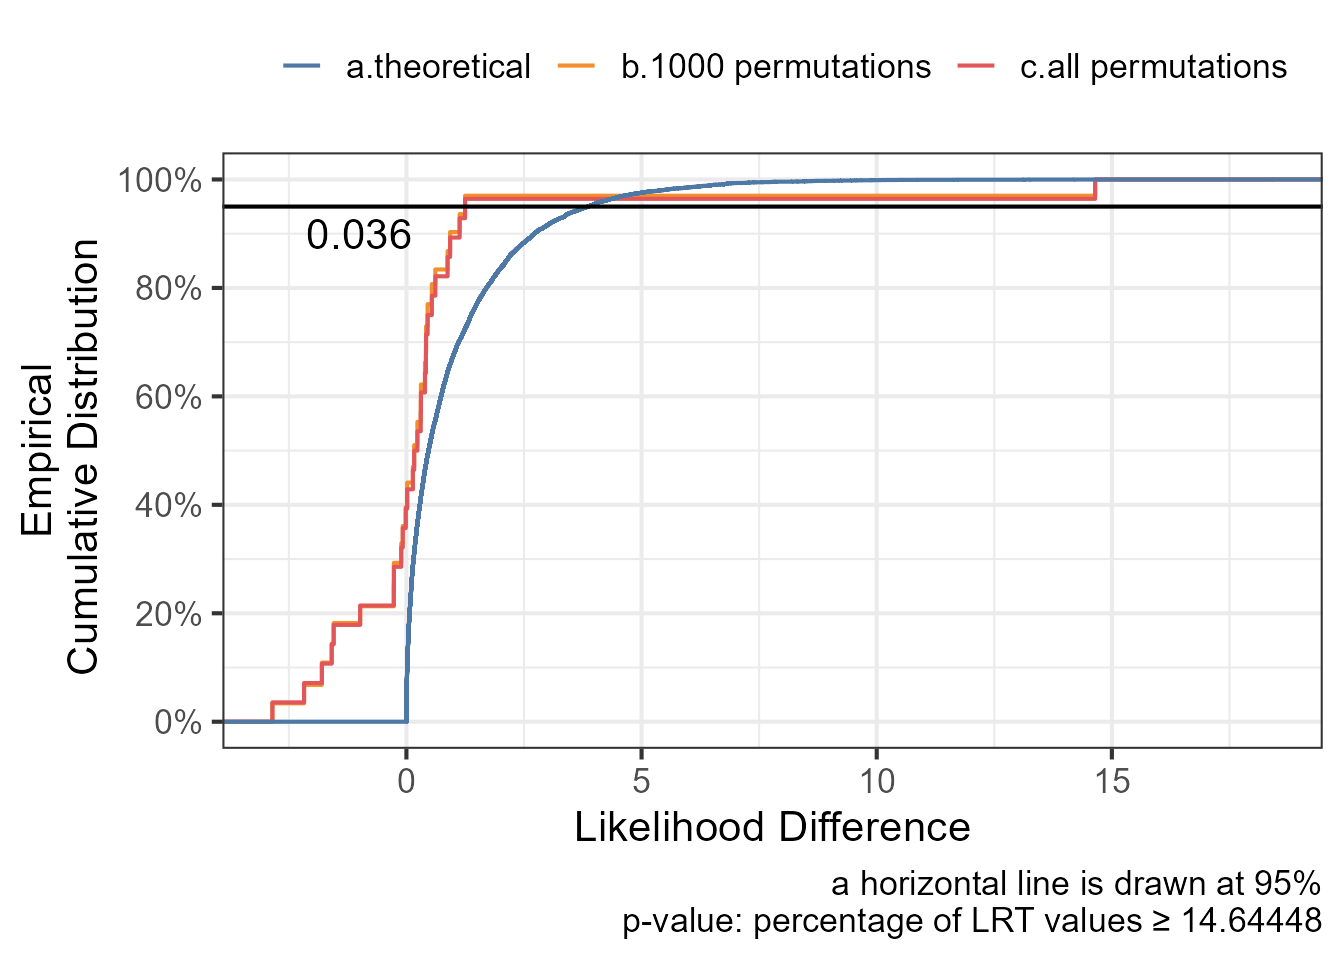 a.theoretical b.1000 permutations c.all permutations
100%
80%
60%
40%
20%
0%
0.036
Empirical
Cumulative Distribution
0 5 10 15
Likelihood Difference
a horizontal line is drawn at 95%
p-value: percentage of LRT values ≥ 14.64448